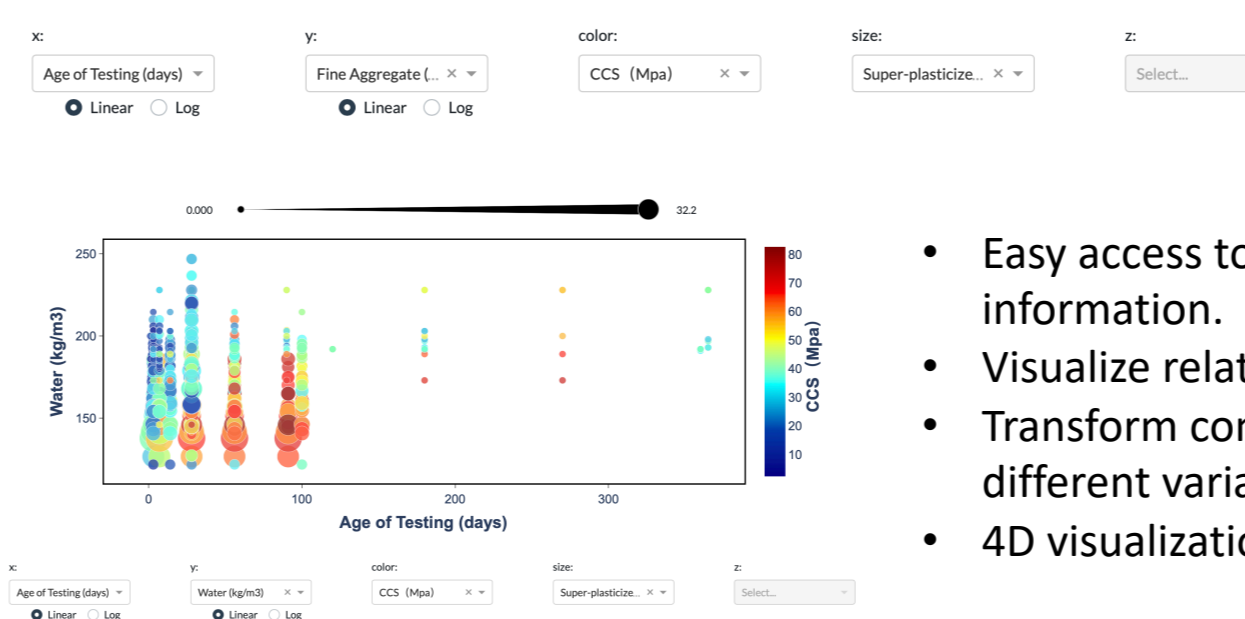 x: y: color: size: z:
Age of Testing (days) Fine Aggregate (... × CCS (Mpa) × Super-plasticize... × Select...
Linear Log Linear Log
0.000 32.2
250
200
150
Water (kg/m3)
0 100 200 300
Age of Testing (days)
80
70
60
50
40
30
20
10
CCS (Mpa)
• Easy access to
information.
• Visualize relat
• Transform cor
different varia
• 4D visualizatio
x: y: color: size: z:
Age of Testing (days) Water (kg/m3) × CCS (Mpa) × Super-plasticize... × Select...
Linear Log Linear Log